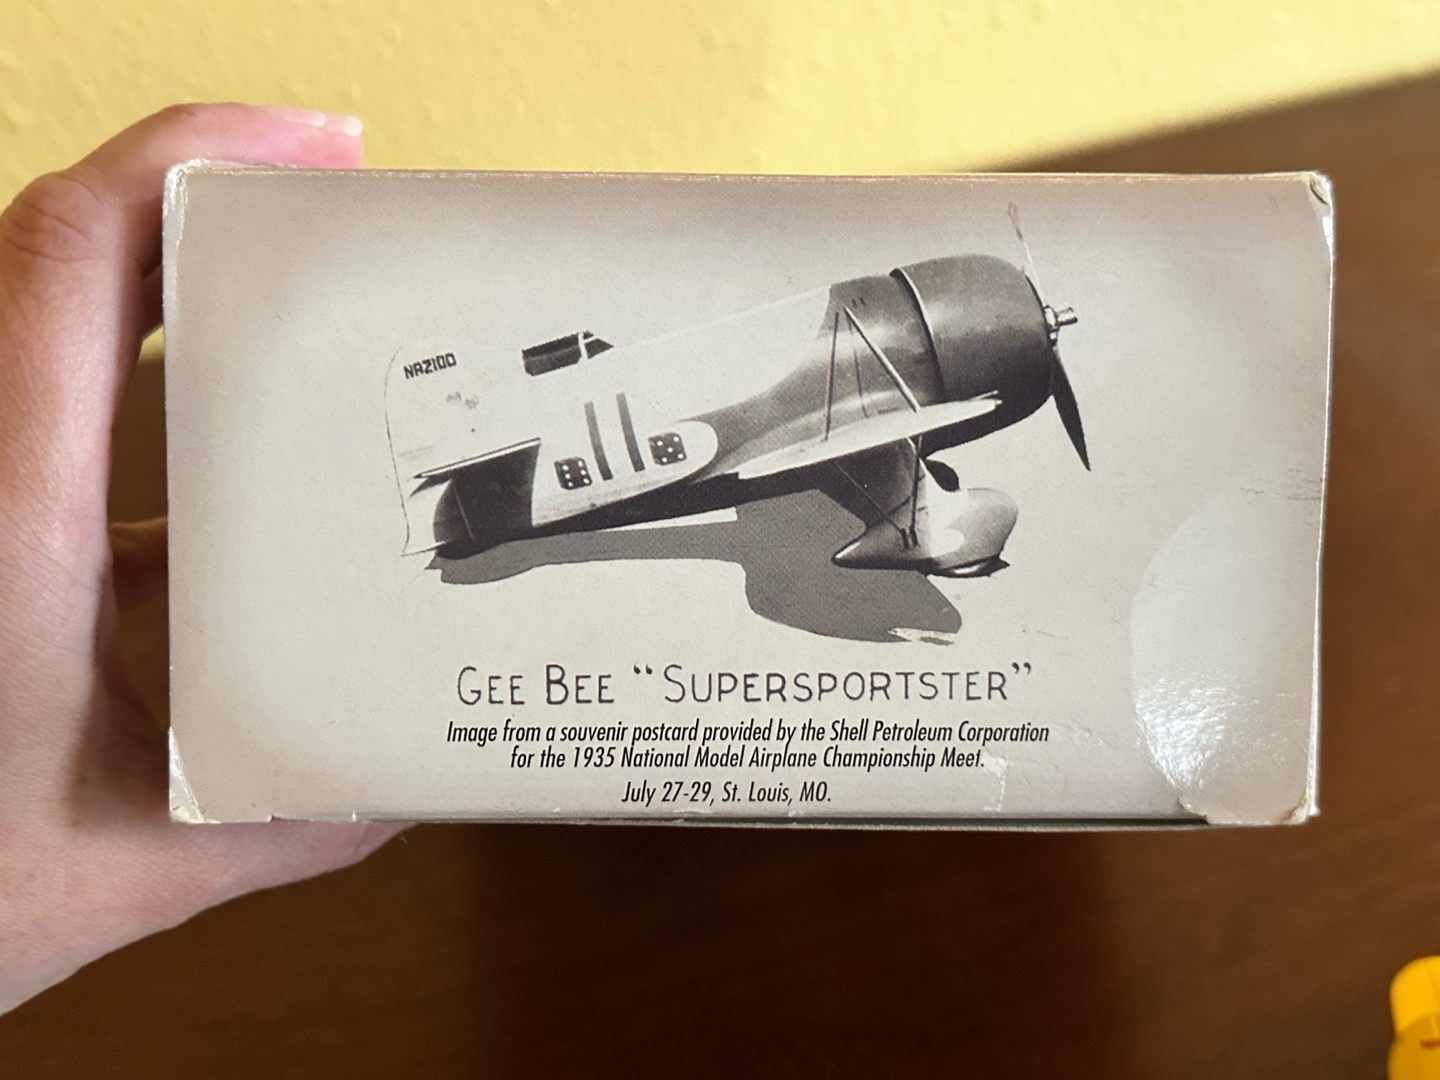 NR2100
11
GEE BEE “SUPERSPORTSTER”
Image from a souvenir postcard provided by the Shell Petroleum Corporation
for the 1935 National Model Airplane Championship Meet.
July 27-29, St. Louis, MO.